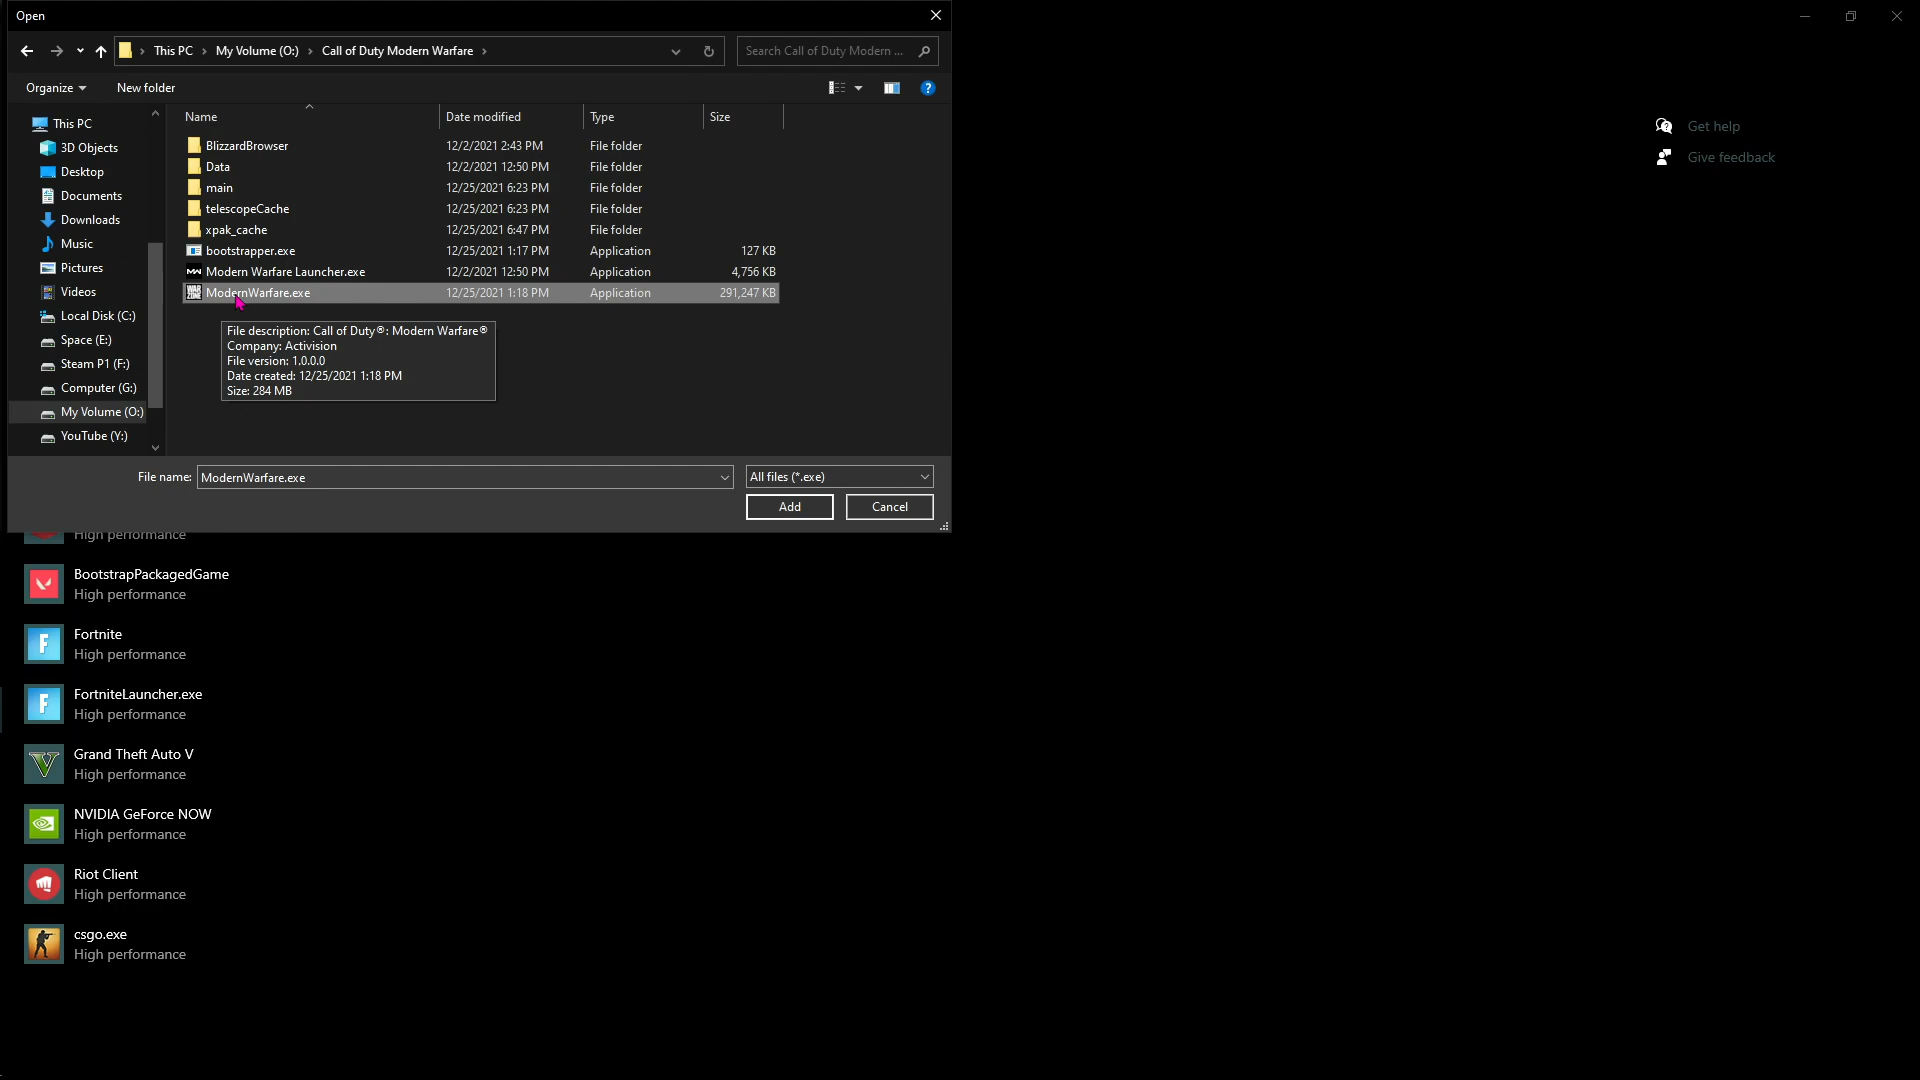 Open
This PC > My Volume (O:) > Call of Duty Modern Warfare >
Search Call of Duty Modern ...
Organize
New folder
This PC
3D Objects
Desktop
Documents
Downloads
Music
Pictures
Videos
Local Disk (C:)
Space (E:)
Steam P1 (F:)
Computer (G:)
My Volume (O:)
YouTube (Y:)
Name Date modified Type Size
BlizzardBrowser 12/2/2021 2:43 PM File folder
Data 12/2/2021 12:50 PM File folder
main 12/25/2021 6:23 PM File folder
telescopeCache 12/25/2021 6:23 PM File folder
xpak_cache 12/25/2021 6:47 PM File folder
bootstrapper.exe 12/25/2021 1:17 PM Application 127 KB
Modern Warfare Launcher.exe 12/2/2021 12:50 PM Application 4,756 KB
ModernWarfare.exe 12/25/2021 1:18 PM Application 291,247 KB
File description: Call of Duty®: Modern Warfare®
Company: Activision
File version: 1.0.0.0
Date created: 12/25/2021 1:18 PM
Size: 284 MB
File name: ModernWarfare.exe
All files (*.exe)
Add
Cancel
Get help
Give feedback
High performance
BootstrapPackagedGame
High performance
Fortnite
High performance
FortniteLauncher.exe
High performance
Grand Theft Auto V
High performance
NVIDIA GeForce NOW
High performance
Riot Client
High performance
csgo.exe
High performance